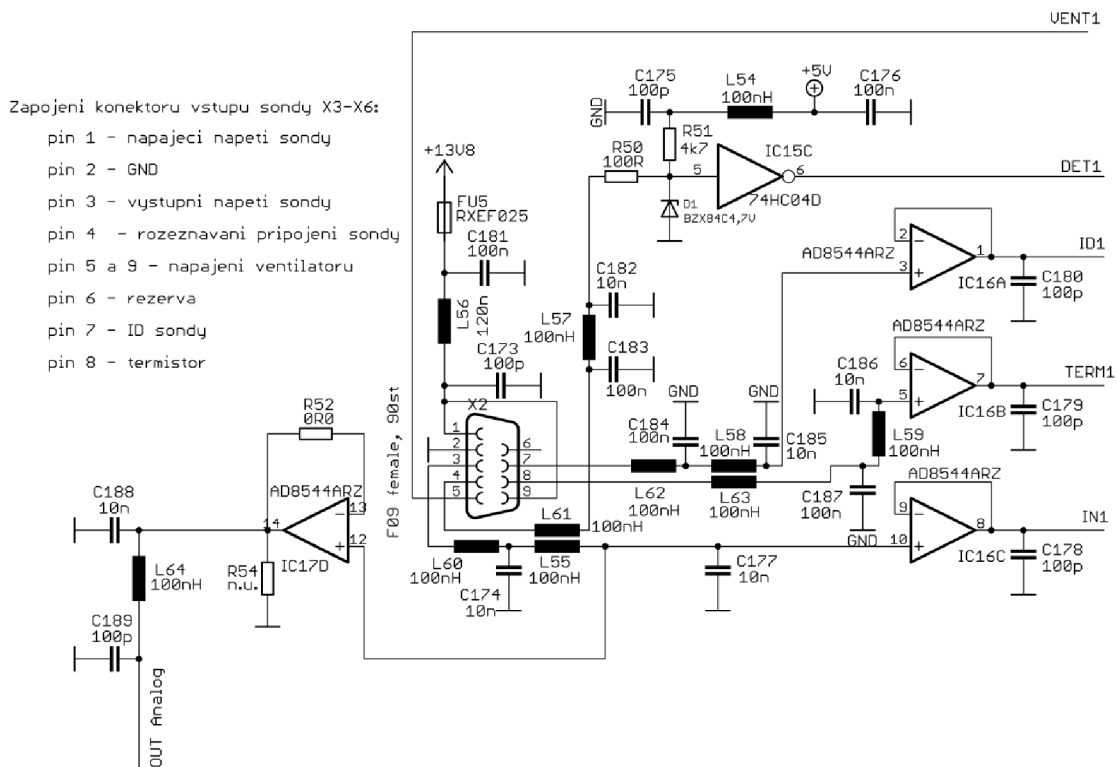 VENT1
Zapojeni konektoru vstupu sondy X3-X6:
pin 1 - napajeci napeti sondy
pin 2 - GND
pin 3 - vystupni napeti sondy
pin 4 - rozeznavani pripojeni sondy
pin 5 a 9 - napajeni ventilatoru
pin 6 - rezerva
pin 7 - ID sondy
pin 8 - termistor
GND
C175
100p
L54
100nH
+5V
C176
100n
R51
4k7
R50
100R
5
IC15C
6
74HC04D
DET1
D1
BZX84C4,7V
+13V8
FU5
RXEF025
C181
100n
L56
120n
C173
100p
C182
10n
L57
100nH
C183
100n
2
3
1
AD8544ARZ
IC16A
ID1
C180
100p
AD8544ARZ
6
5
7
IC16B
TERM1
C179
100p
C186
10n
L59
100nH
GND
C184
100n
L58
100nH
GND
C185
10n
X2
1
2
3
4
5
6
7
8
9
F09 female, 90st
L62
100nH
L63
100nH
C187
100n
GND
AD8544ARZ
9
10
8
IC16C
IN1
C178
100p
L61
100nH
L60
100nH
L55
100nH
C174
10n
C177
10n
R52
0R0
AD8544ARZ
13
12
14
IC17D
R54
n.u.
C188
10n
L64
100nH
C189
100p
OUT Analog